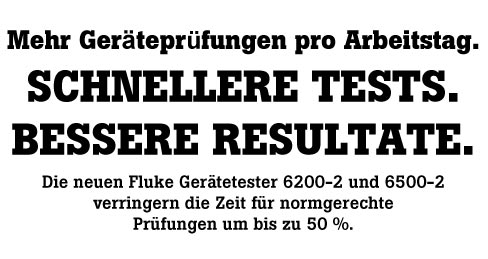 Mehr Geräteprüfungen pro Arbeitstag.
SCHNELLERE TESTS.
BESSERE RESULTATE.
Die neuen Fluke Gerätetester 6200–2 und 6500–2
verringern die Zeit für normgerechte
Prüfungen um bis zu 50 %.